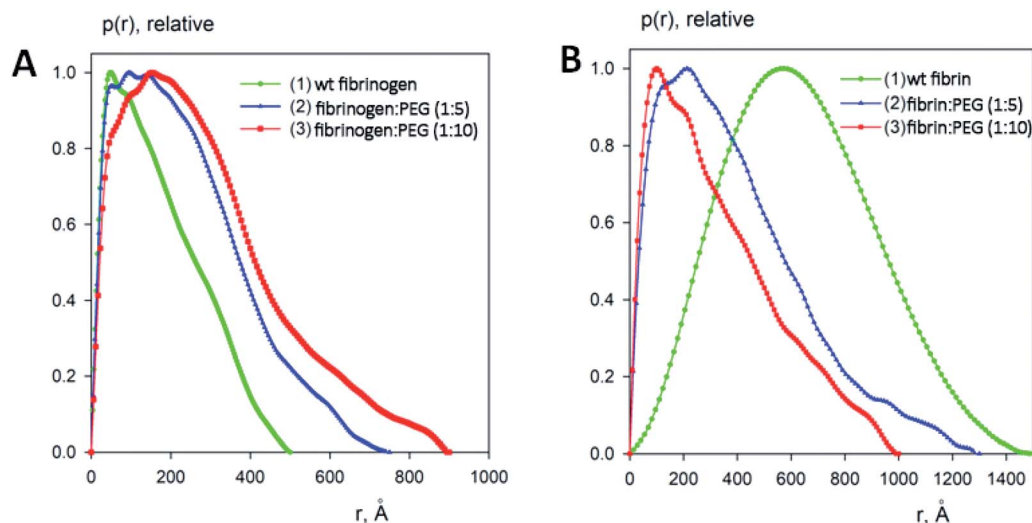 p(r), relative
A
1.0
0.8
0.6
0.4
0.2
0.0
(1) wt fibrinogen
(2) fibrinogen:PEG (1:5)
(3) fibrinogen:PEG (1:10)
0 200 400 600 800 1000
r, Å
p(r), relative
B
1.0
0.8
0.6
0.4
0.2
0.0
(1) wt fibrin
(2) fibrin:PEG (1:5)
(3) fibrin:PEG (1:10)
0 200 400 600 800 1000 1200 1400
r, Å